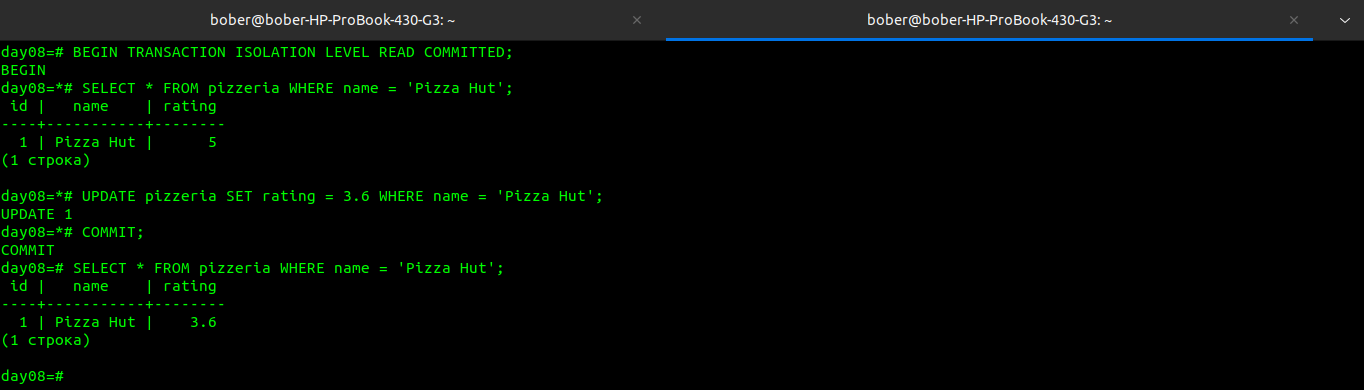 bober@bober-HP-ProBook-430-G3: ~ × bober@bober-HP-ProBook-430-G3: ~ ×
day08=# BEGIN TRANSACTION ISOLATION LEVEL READ COMMITTED;
BEGIN
day08=*# SELECT * FROM pizzeria WHERE name = 'Pizza Hut';
 id |   name    | rating
----+-----------+--------
  1 | Pizza Hut |      5
(1 строка)

day08=*# UPDATE pizzeria SET rating = 3.6 WHERE name = 'Pizza Hut';
UPDATE 1
day08=*# COMMIT;
COMMIT
day08=# SELECT * FROM pizzeria WHERE name = 'Pizza Hut';
 id |   name    | rating
----+-----------+--------
  1 | Pizza Hut |    3.6
(1 строка)

day08=#